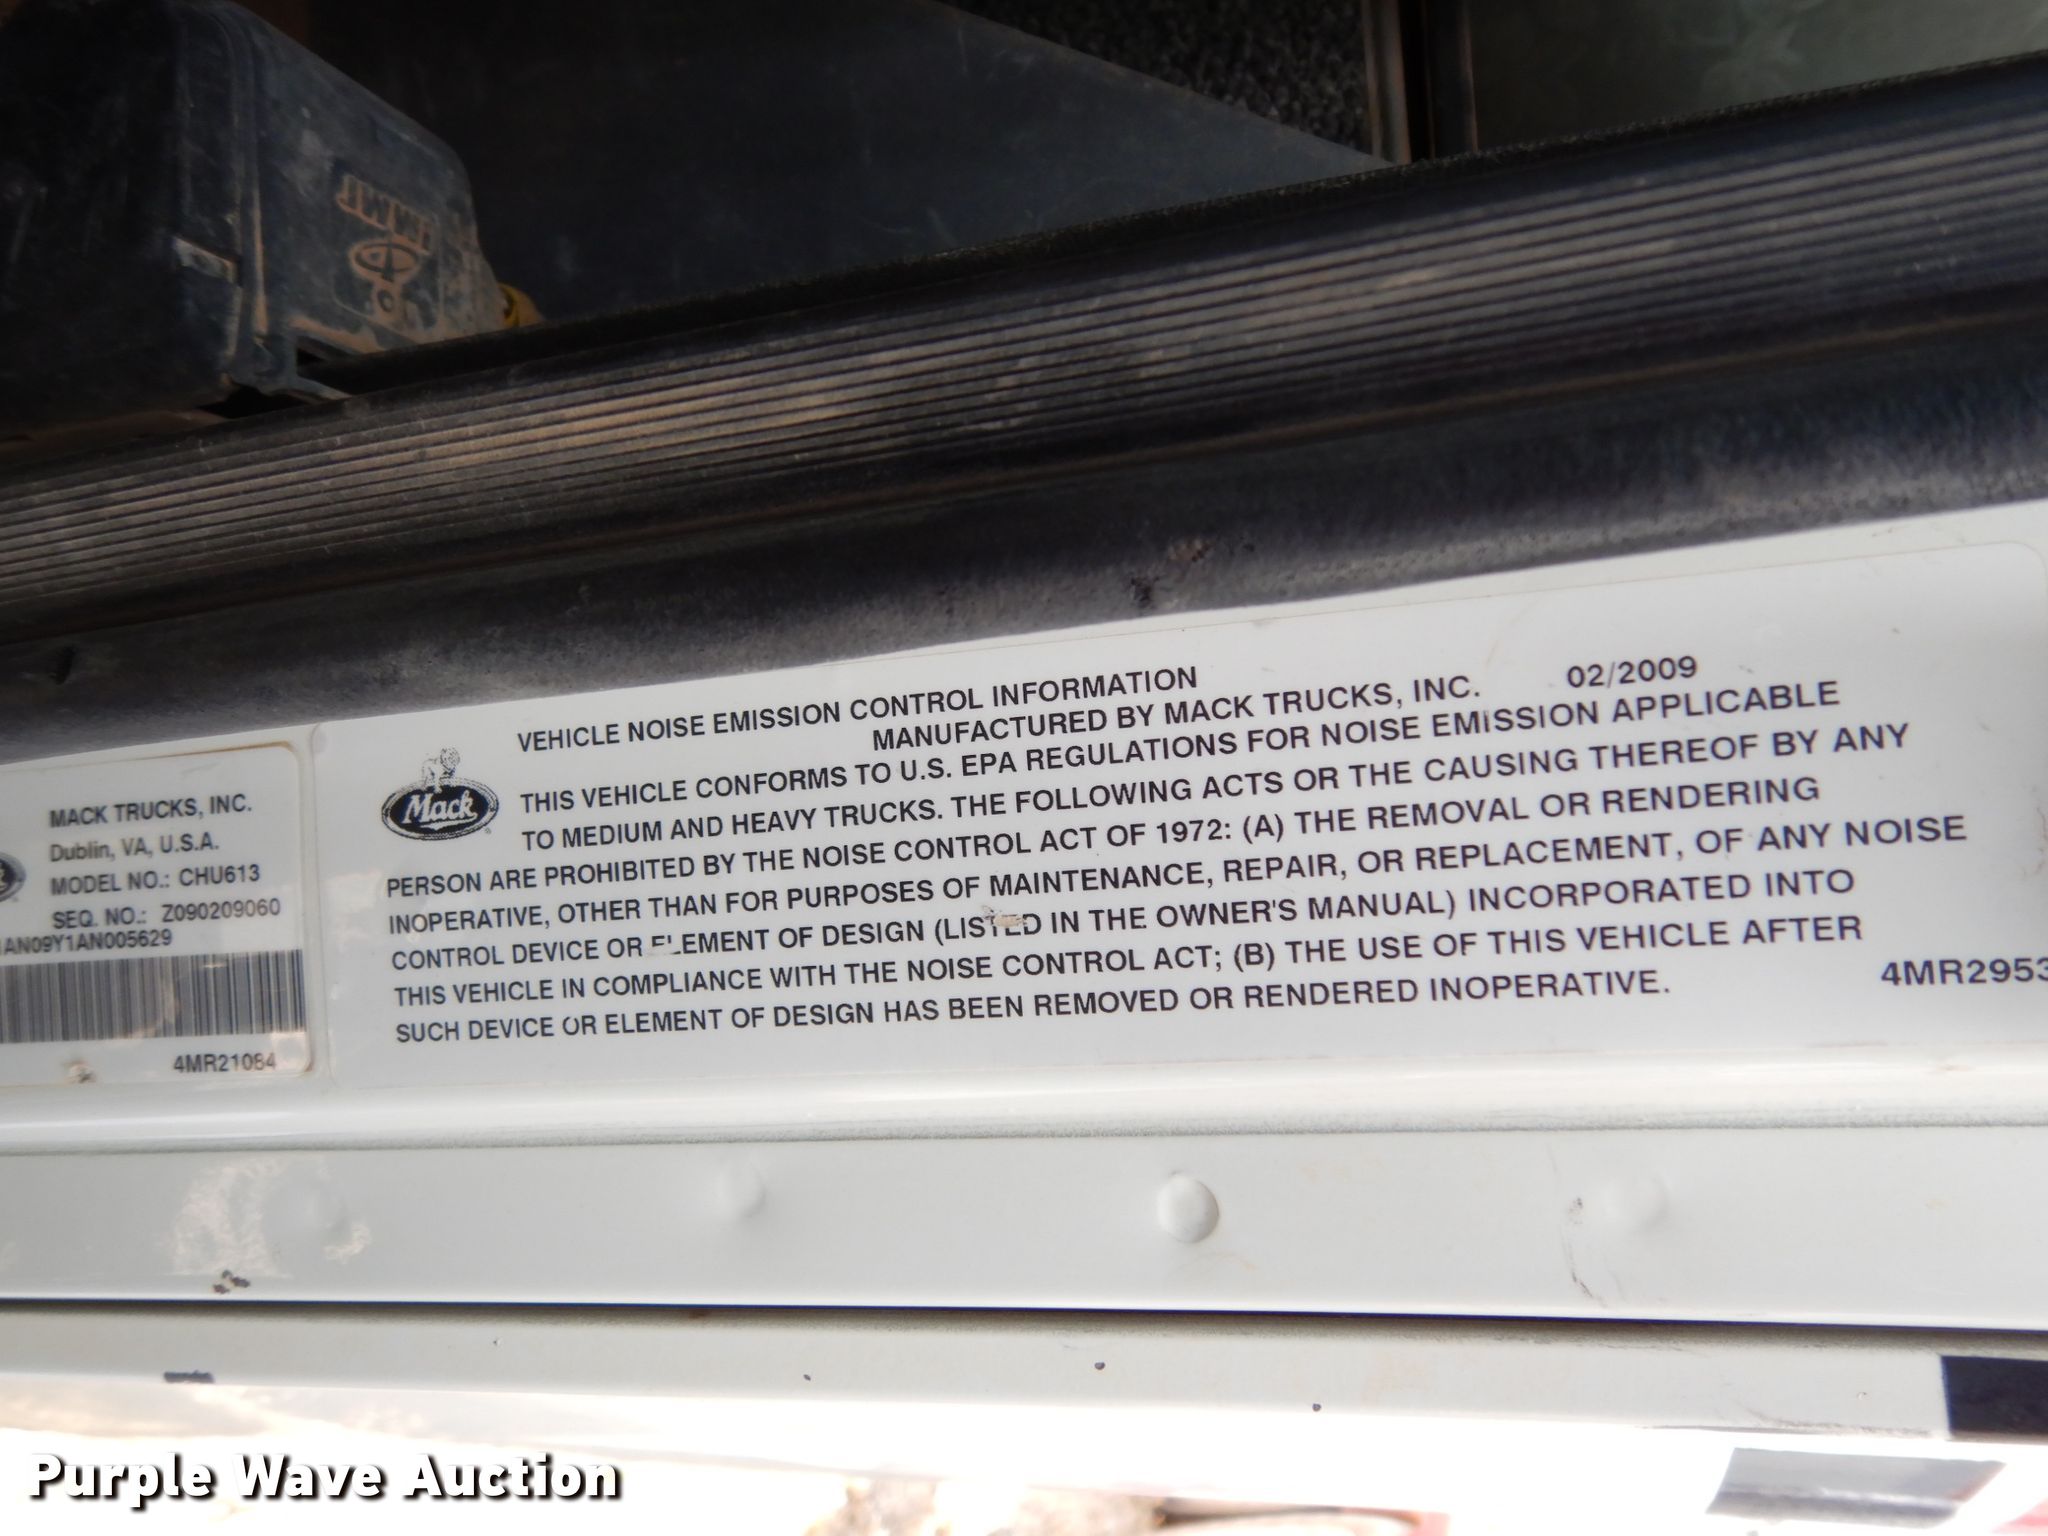 MACK TRUCKS, INC.
Dublin, VA, U.S.A.
MODEL NO.: CHU613
SEQ. NO.: Z090209060
1AN09Y1AN005629
4MR21084
VEHICLE NOISE EMISSION CONTROL INFORMATION
MANUFACTURED BY MACK TRUCKS, INC. 02/2009
Mack
THIS VEHICLE CONFORMS TO U.S. EPA REGULATIONS FOR NOISE EMISSION APPLICABLE
TO MEDIUM AND HEAVY TRUCKS. THE FOLLOWING ACTS OR THE CAUSING THEREOF BY ANY
PERSON ARE PROHIBITED BY THE NOISE CONTROL ACT OF 1972: (A) THE REMOVAL OR RENDERING
INOPERATIVE, OTHER THAN FOR PURPOSES OF MAINTENANCE, REPAIR, OR REPLACEMENT, OF ANY NOISE
CONTROL DEVICE OR ELEMENT OF DESIGN (LISTED IN THE OWNER'S MANUAL) INCORPORATED INTO
THIS VEHICLE IN COMPLIANCE WITH THE NOISE CONTROL ACT; (B) THE USE OF THIS VEHICLE AFTER
SUCH DEVICE OR ELEMENT OF DESIGN HAS BEEN REMOVED OR RENDERED INOPERATIVE.
4MR2953
Purple Wave Auction